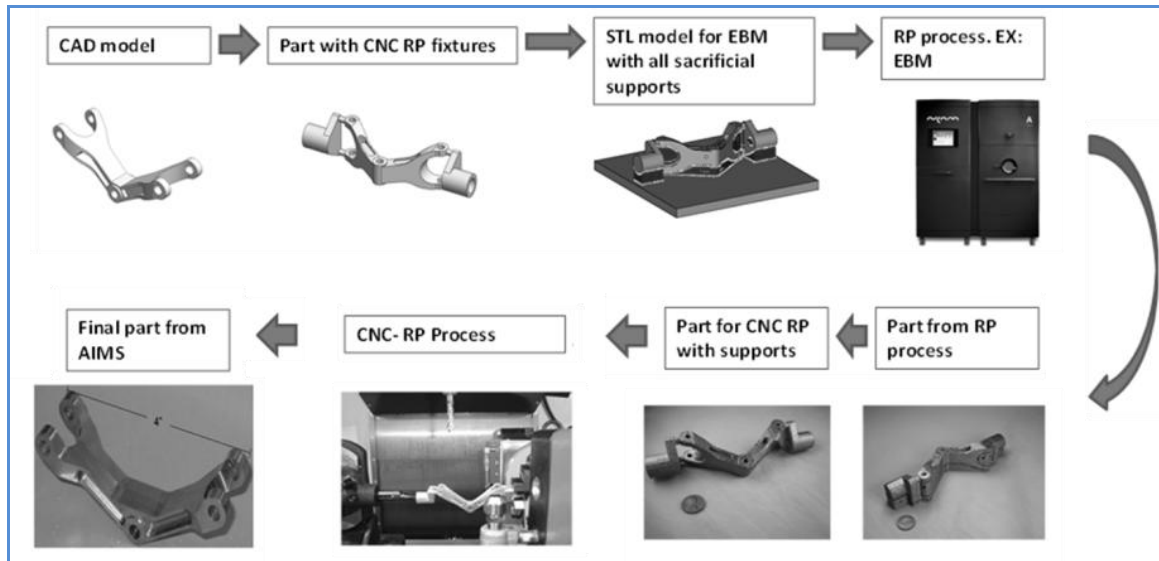 CAD model
Part with CNC RP fixtures
STL model for EBM
with all sacrificial
supports
RP process. EX:
EBM
Final part from
AIMS
CNC- RP Process
Part for CNC RP
with supports
Part from RP
process
4"